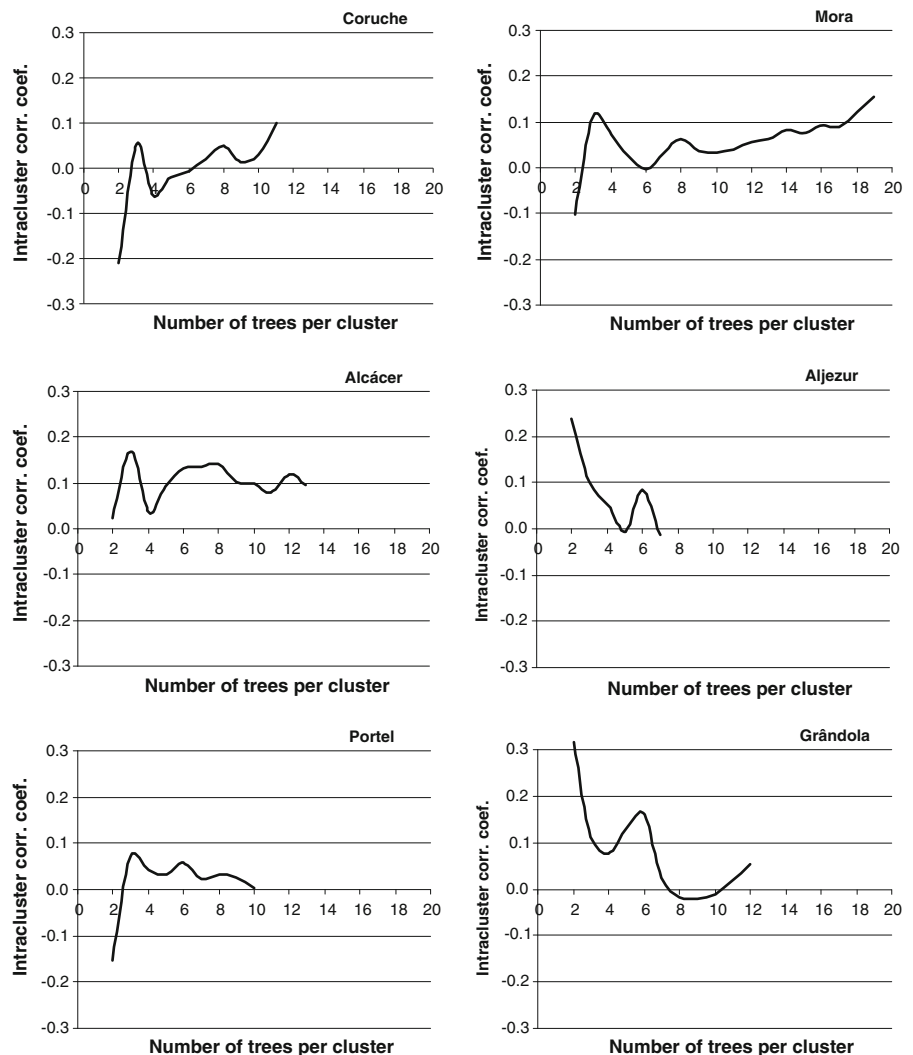 Coruche
Intracluster corr. coef.
0.3
0.2
0.1
0.0
-0.1
-0.2
-0.3
0 2 4 6 8 10 12 14 16 18 20
Number of trees per cluster
Mora
Intracluster corr. coef.
0.3
0.2
0.1
0.0
-0.1
-0.2
-0.3
0 2 4 6 8 10 12 14 16 18 20
Number of trees per cluster
Alcácer
Intracluster corr. coef.
0.3
0.2
0.1
0.0
-0.1
-0.2
-0.3
0 2 4 6 8 10 12 14 16 18 20
Number of trees per cluster
Aljezur
Intracluster corr. coef.
0.3
0.2
0.1
0.0
-0.1
-0.2
-0.3
0 2 4 6 8 10 12 14 16 18 20
Number of trees per cluster
Portel
Intracluster corr. coef.
0.3
0.2
0.1
0.0
-0.1
-0.2
-0.3
0 2 4 6 8 10 12 14 16 18 20
Number of trees per cluster
Grândola
Intracluster corr. coef.
0.3
0.2
0.1
0.0
-0.1
-0.2
-0.3
0 2 4 6 8 10 12 14 16 18 20
Number of trees per cluster